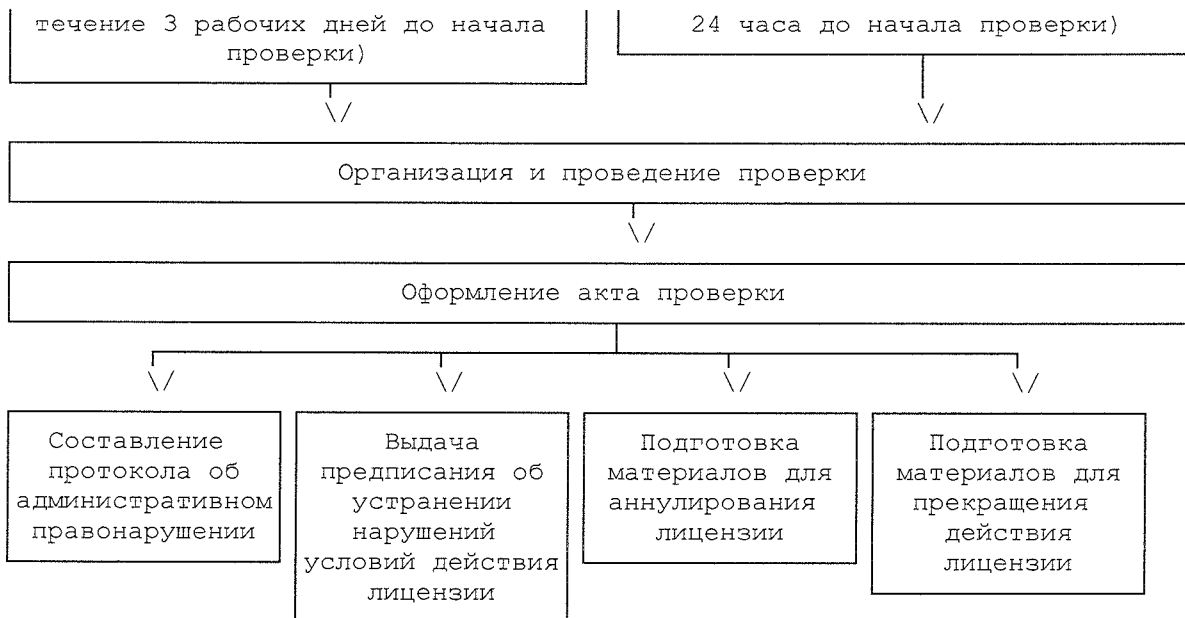 течение 3 рабочих дней до начала
проверки)
24 часа до начала проверки)
Организация и проведение проверки
Оформление акта проверки
Составление
протокола об
административном
правонарушении
Выдача
предписания об
устранении
нарушений
условий действия
лицензии
Подготовка
материалов для
аннулирования
лицензии
Подготовка
материалов для
прекращения
действия
лицензии